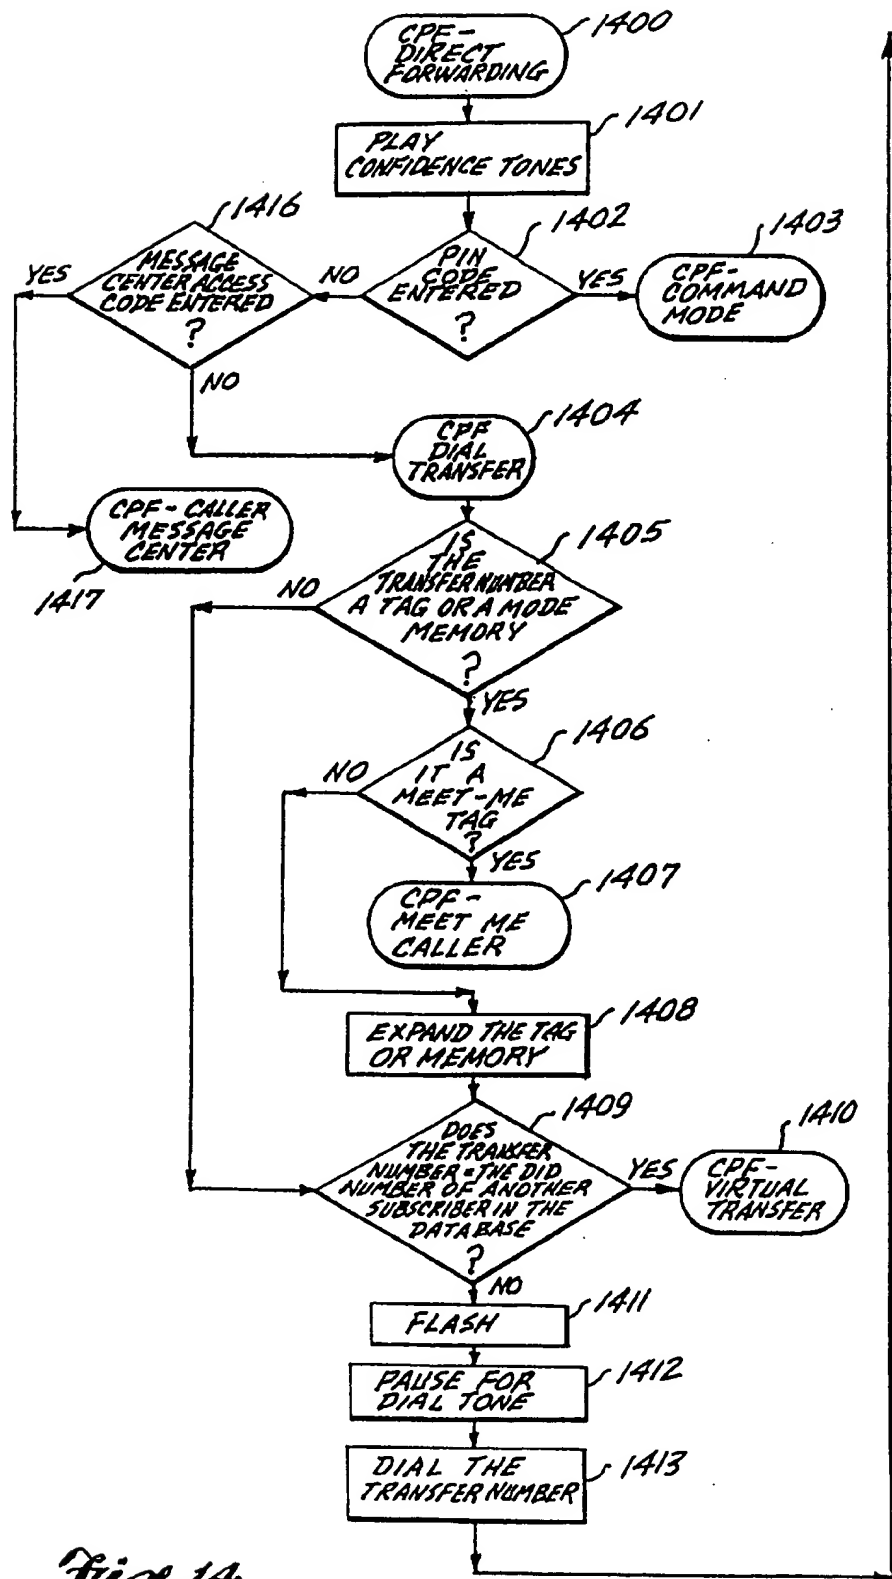 CPF-
DIRECT
FORWARDING
1400
PLAY
CONFIDENCE TONES
1401
1416
MESSAGE
CENTER ACCESS
CODE ENTERED
?
YES
NO
NO
1402
PIN
CODE
ENTERED
?
YES
1403
CPF-
COMMAND
MODE
1404
CPF
DIAL
TRANSFER
CPF-CALLER
MESSAGE
CENTER
1417
1405
IS
THE
TRANSFER NUMBER
A TAG OR A MODE
MEMORY
?
NO
YES
1406
IS
IT A
MEET-ME
TAG
?
NO
YES
1407
CPF-
MEET ME
CALLER
1408
EXPAND THE TAG
OR MEMORY
1409
DOES
THE TRANSFER
NUMBER = THE DID
NUMBER OF ANOTHER
SUBSCRIBER IN THE
DATABASE
?
YES
NO
1410
CPF-
VIRTUAL
TRANSFER
FLASH
1411
PAUSE FOR
DIAL TONE
1412
DIAL THE
TRANSFER NUMBER
1413
Fig. 14